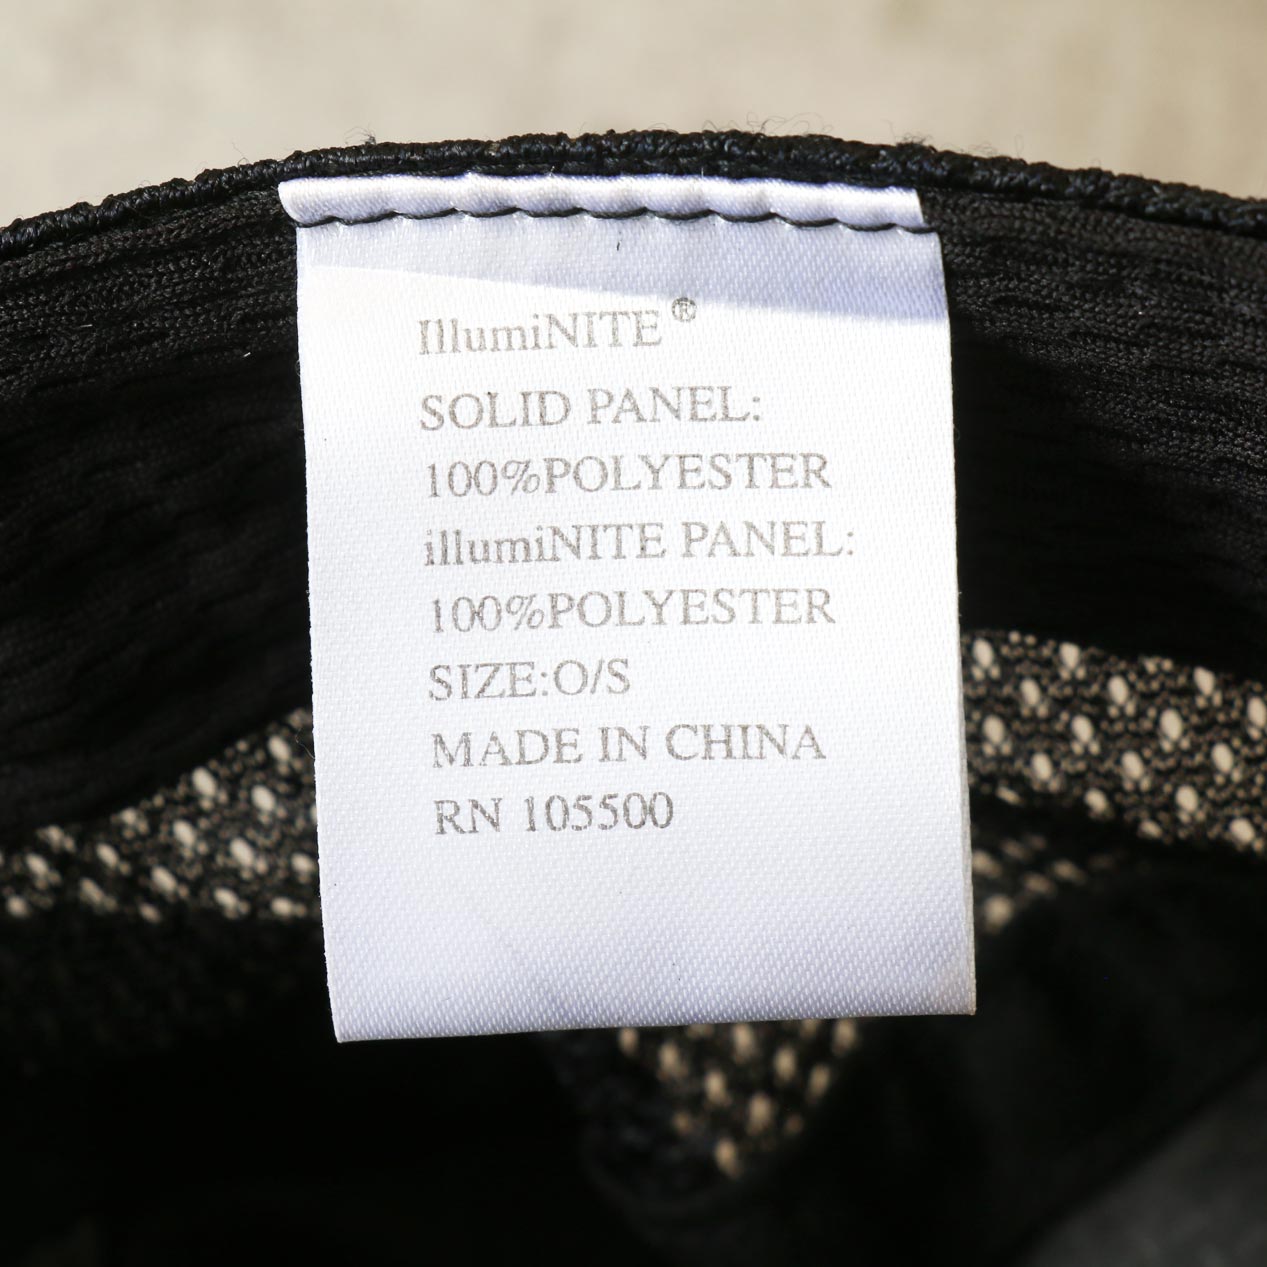 IllumiNITE®
SOLID PANEL:
100%POLYESTER
illumiNITE PANEL:
100%POLYESTER
SIZE:O/S
MADE IN CHINA
RN 105500